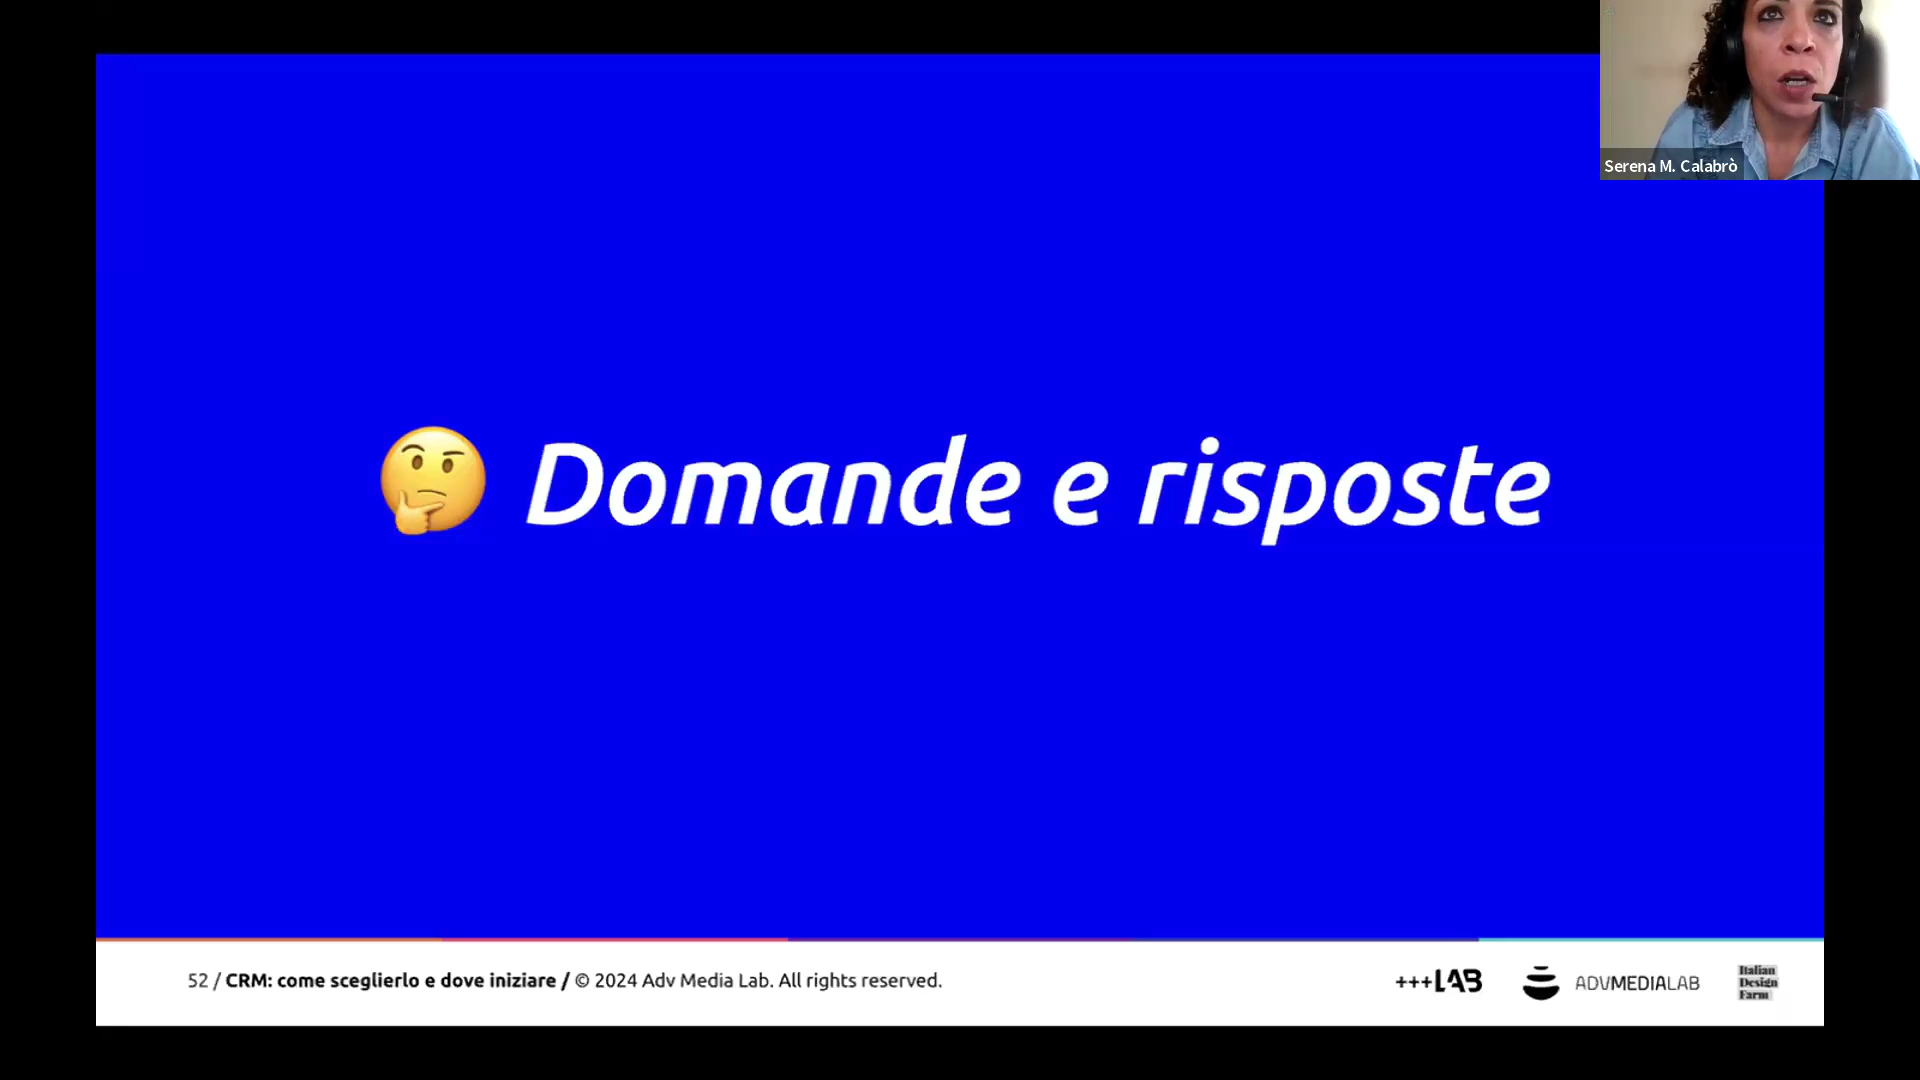 Serena M. Calabrò
Domande e risposte
52 / CRM: come sceglierlo e dove iniziare / © 2024 Adv Media Lab. All rights reserved.
+++LAB
ADVMEDIALAB
Italian
Design
Farm